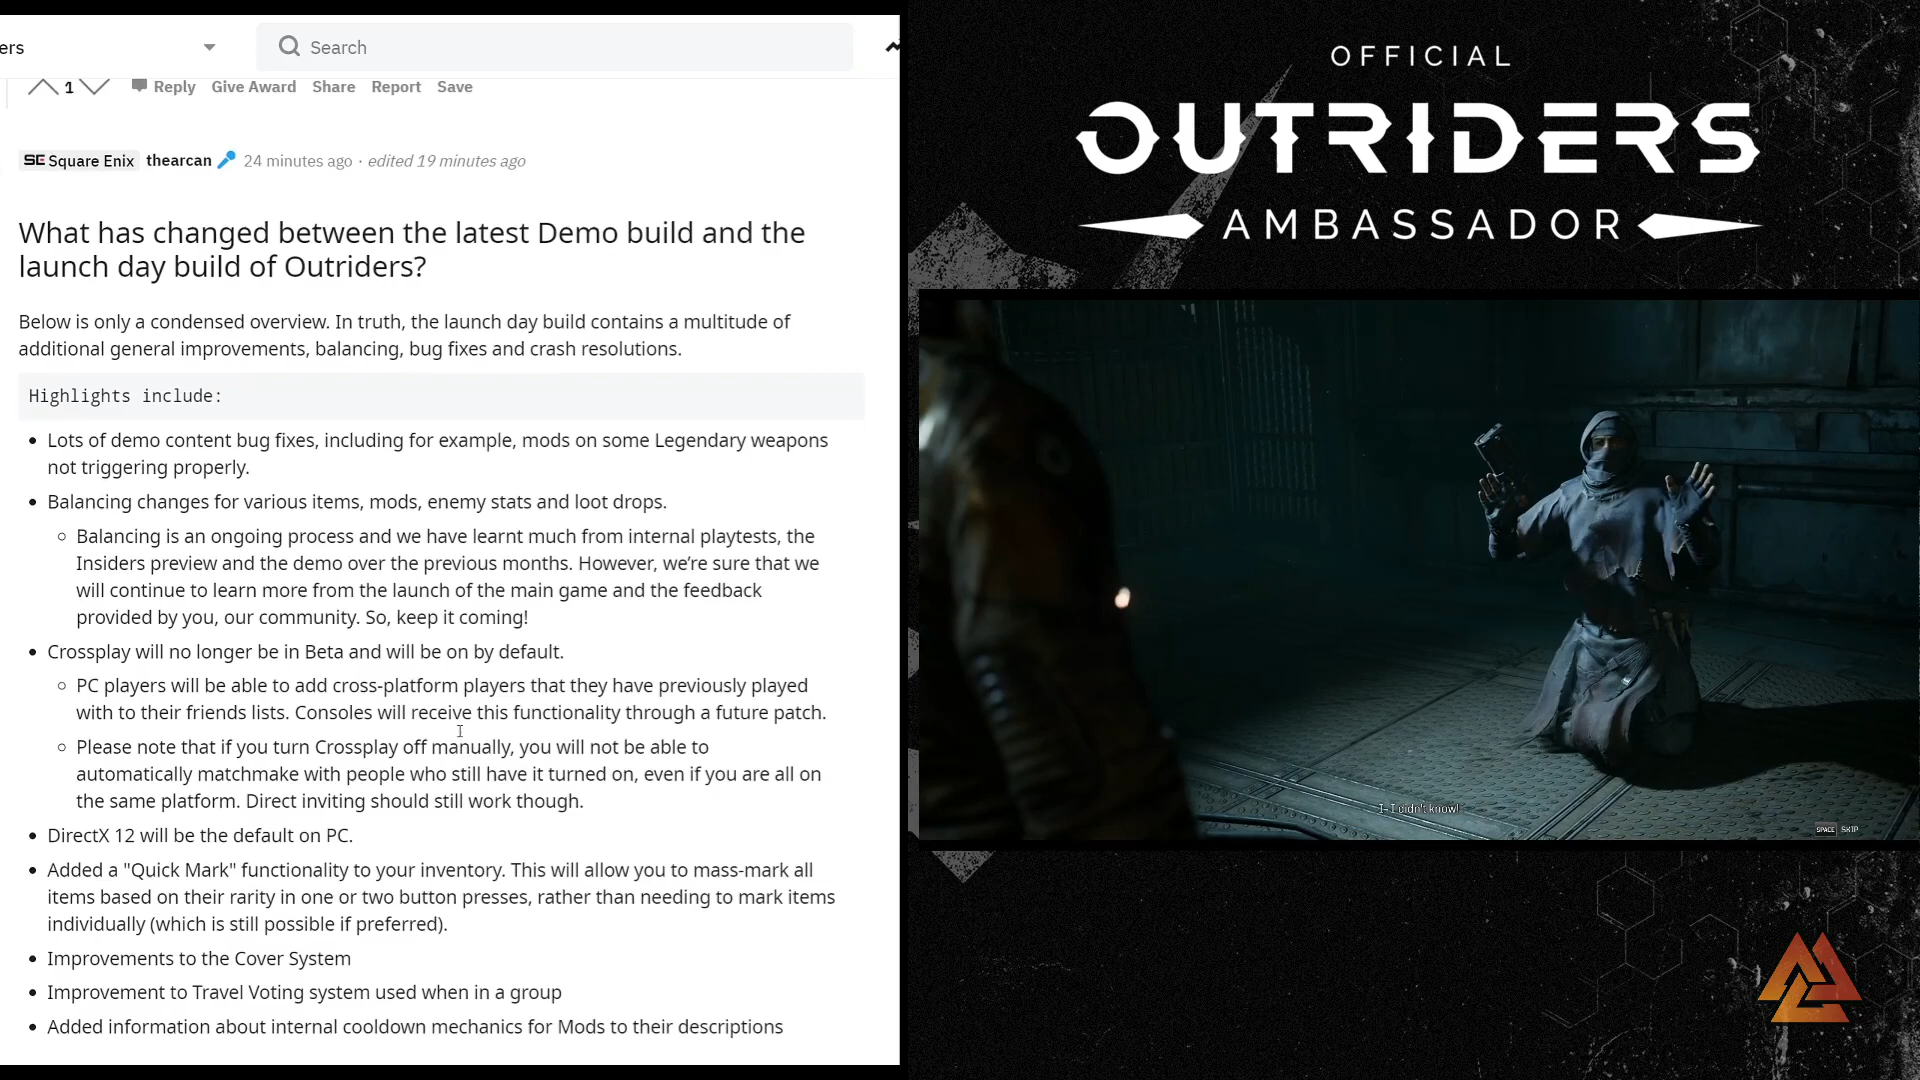 ers
Search
1
Reply Give Award Share Report Save
SE Square Enix thearcan 24 minutes ago · edited 19 minutes ago
What has changed between the latest Demo build and the
launch day build of Outriders?
Below is only a condensed overview. In truth, the launch day build contains a multitude of
additional general improvements, balancing, bug fixes and crash resolutions.
Highlights include:
• Lots of demo content bug fixes, including for example, mods on some Legendary weapons
not triggering properly.
• Balancing changes for various items, mods, enemy stats and loot drops.
◦ Balancing is an ongoing process and we have learnt much from internal playtests, the
Insiders preview and the demo over the previous months. However, we’re sure that we
will continue to learn more from the launch of the main game and the feedback
provided by you, our community. So, keep it coming!
• Crossplay will no longer be in Beta and will be on by default.
◦ PC players will be able to add cross-platform players that they have previously played
with to their friends lists. Consoles will receive this functionality through a future patch.
◦ Please note that if you turn Crossplay off manually, you will not be able to
automatically matchmake with people who still have it turned on, even if you are all on
the same platform. Direct inviting should still work though.
• DirectX 12 will be the default on PC.
• Added a "Quick Mark" functionality to your inventory. This will allow you to mass-mark all
items based on their rarity in one or two button presses, rather than needing to mark items
individually (which is still possible if preferred).
• Improvements to the Cover System
• Improvement to Travel Voting system used when in a group
• Added information about internal cooldown mechanics for Mods to their descriptions
OFFICIAL
OUTRIDERS
AMBASSADOR
I- I didn't know!
SPACE SKIP